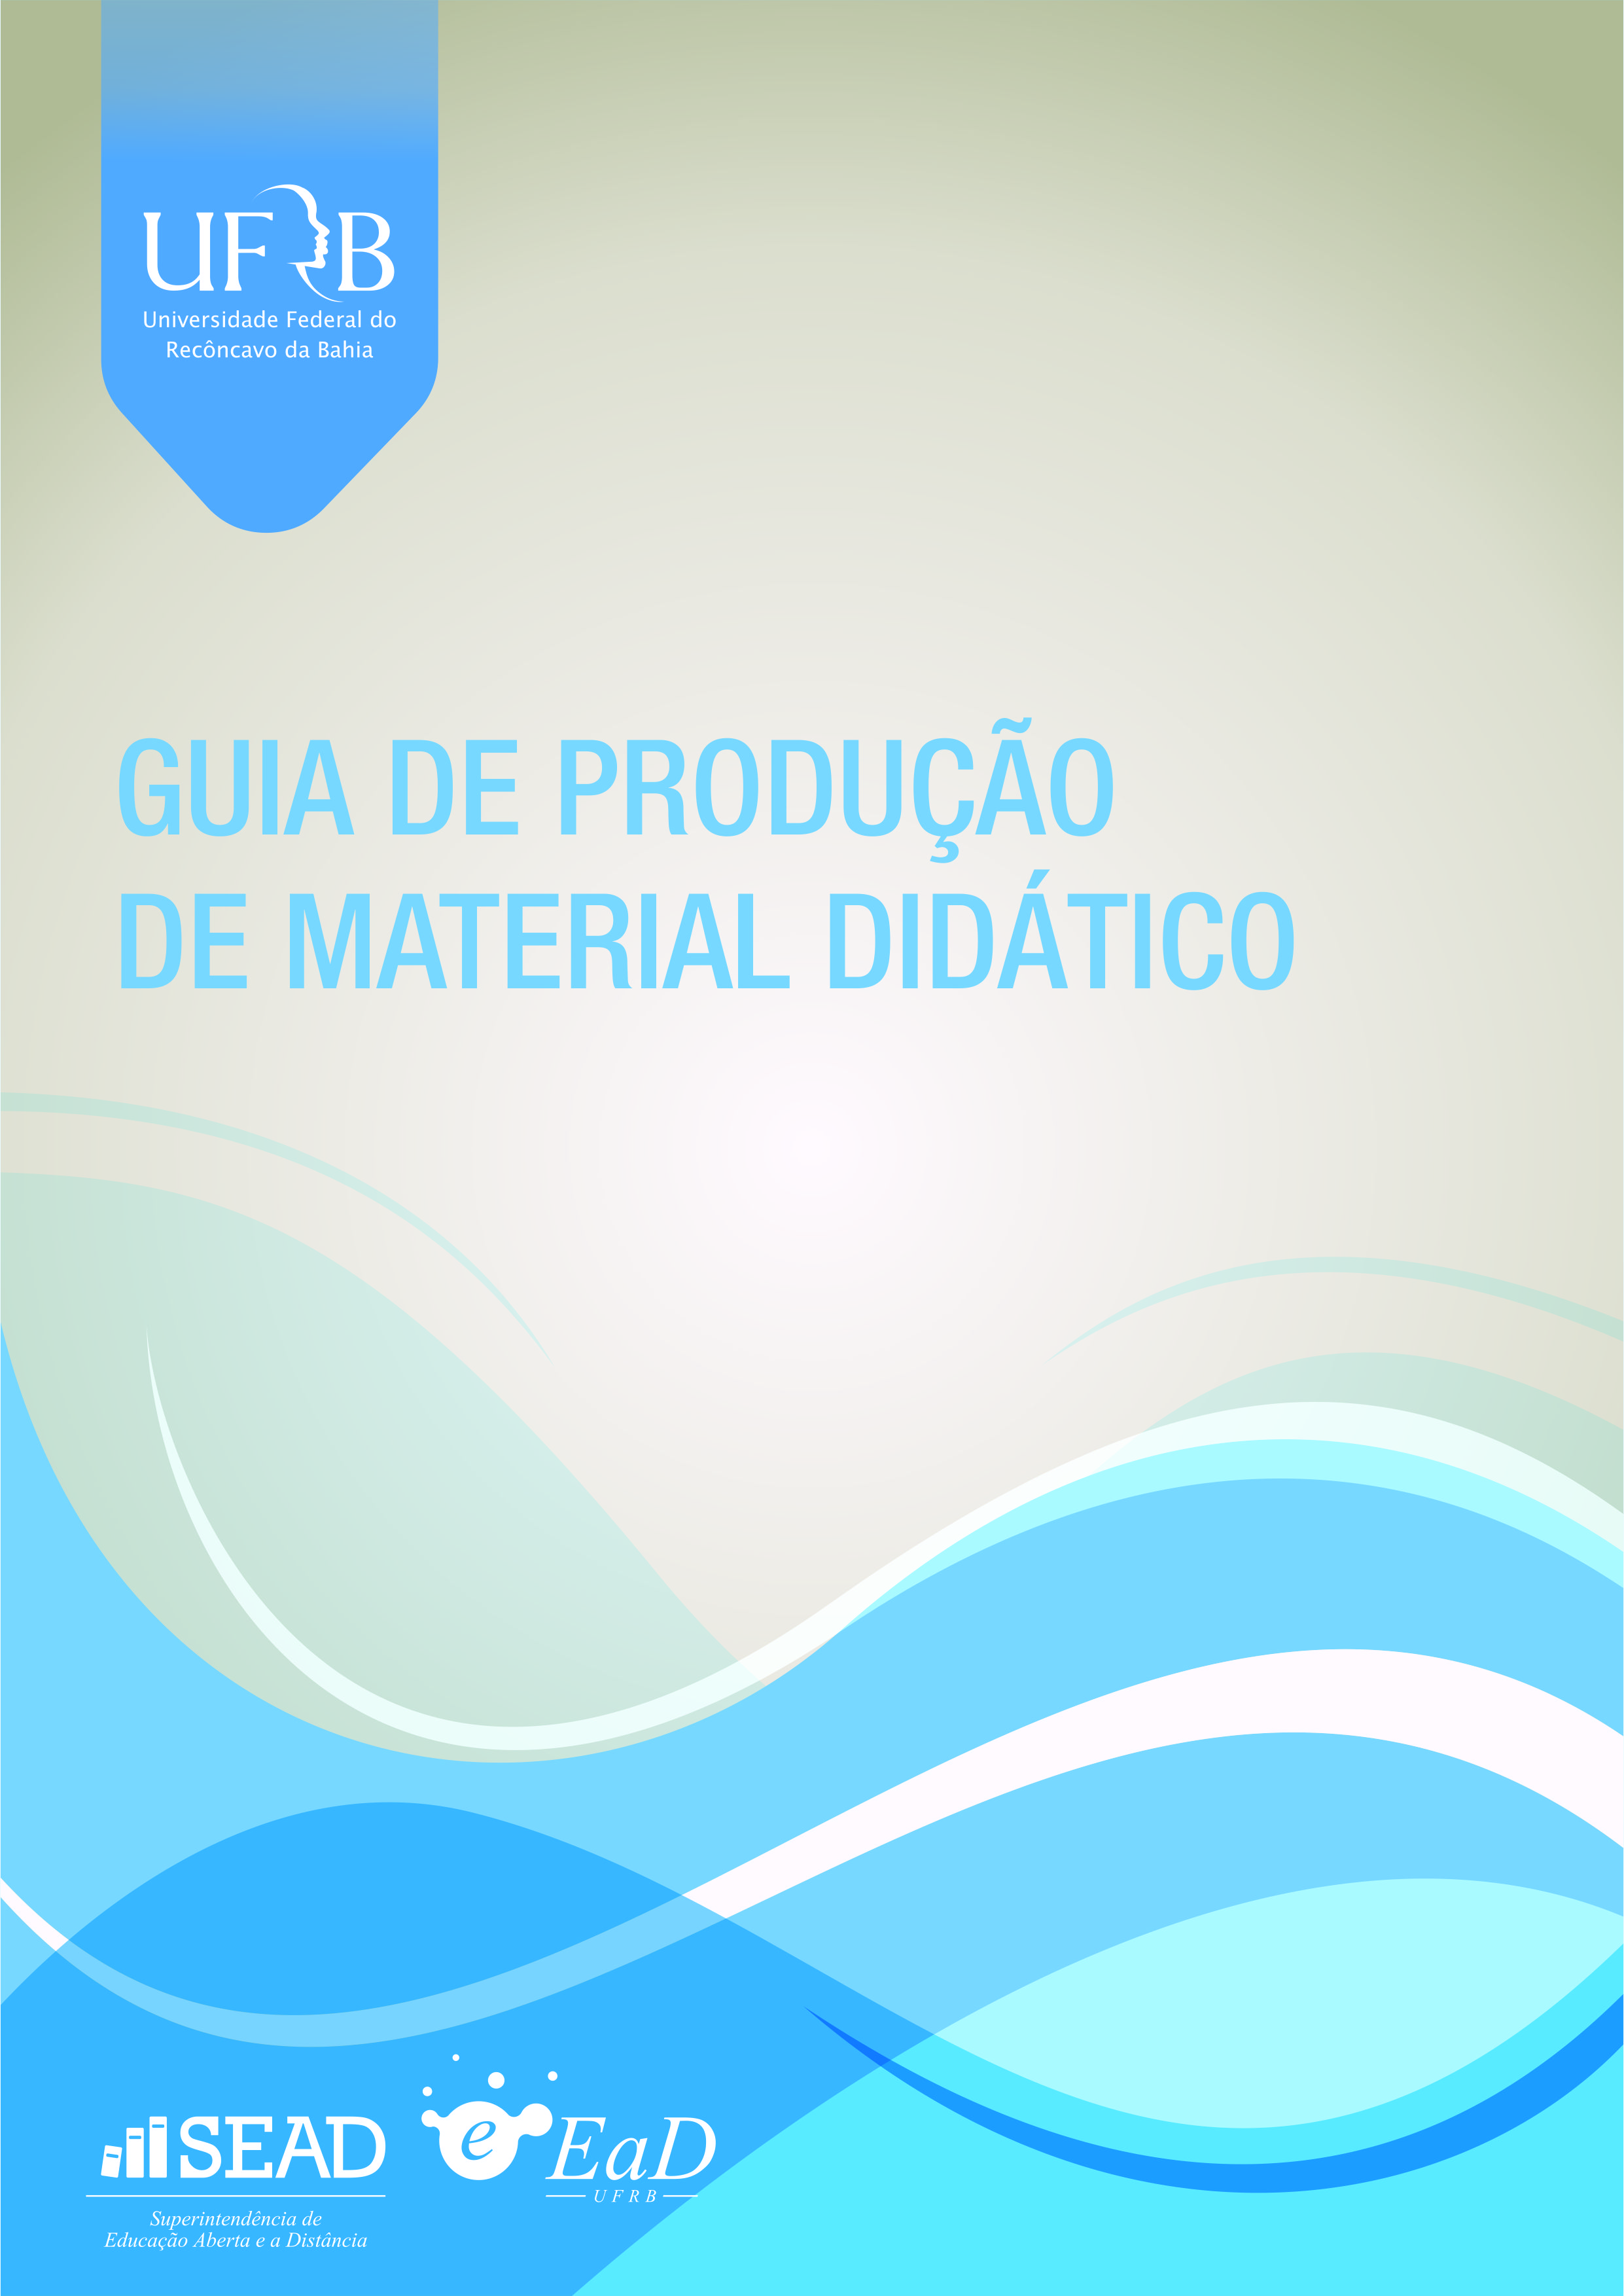 UFRB
Universidade Federal do
Recôncavo da Bahia
GUIA DE PRODUÇÃO
DE MATERIAL DIDÁTICO
SEAD
Superintendência de
Educação Aberta e a Distância
e EaD
UFRB